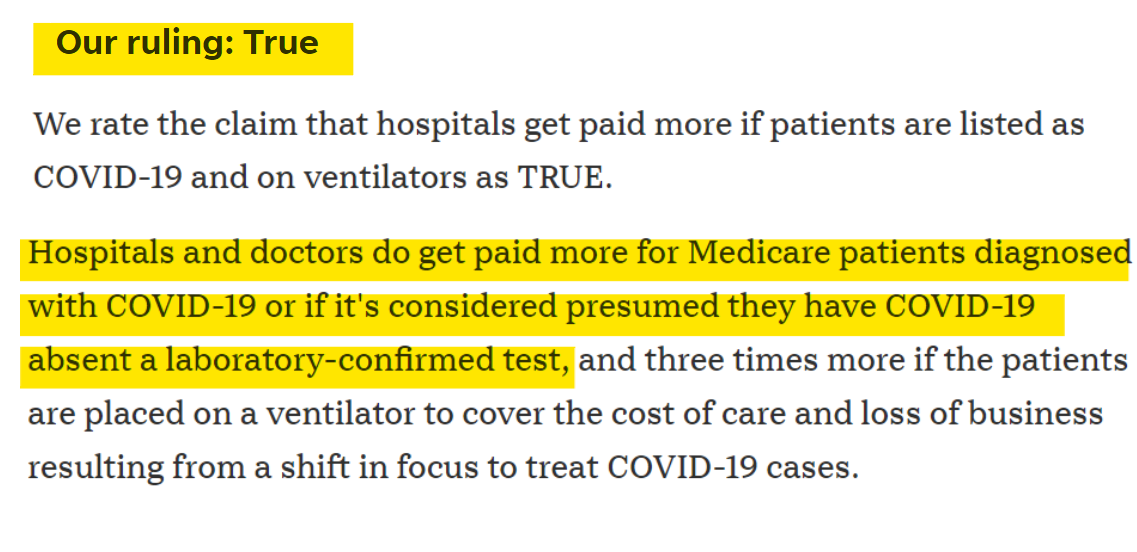 Our ruling: True
We rate the claim that hospitals get paid more if patients are listed as
COVID-19 and on ventilators as TRUE.
Hospitals and doctors do get paid more for Medicare patients diagnosed
with COVID-19 or if it's considered presumed they have COVID-19
absent a laboratory-confirmed test, and three times more if the patients
are placed on a ventilator to cover the cost of care and loss of business
resulting from a shift in focus to treat COVID-19 cases.